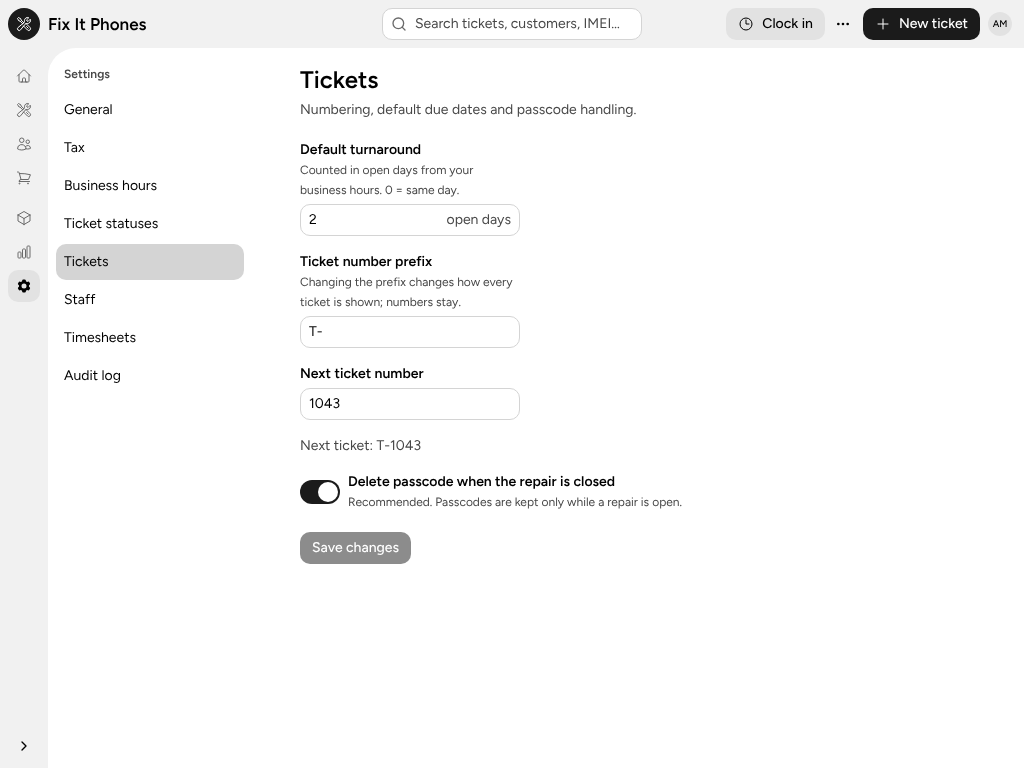 Fix It Phones
Search tickets, customers, IMEI...
Clock in
New ticket
AM
Settings
General
Tax
Business hours
Ticket statuses
Tickets
Staff
Timesheets
Audit log
Tickets
Numbering, default due dates and passcode handling.
Default turnaround
Counted in open days from your
business hours. 0 = same day.
2 open days
Ticket number prefix
Changing the prefix changes how every
ticket is shown; numbers stay.
T-
Next ticket number
1043
Next ticket: T-1043
Delete passcode when the repair is closed
Recommended. Passcodes are kept only while a repair is open.
Save changes